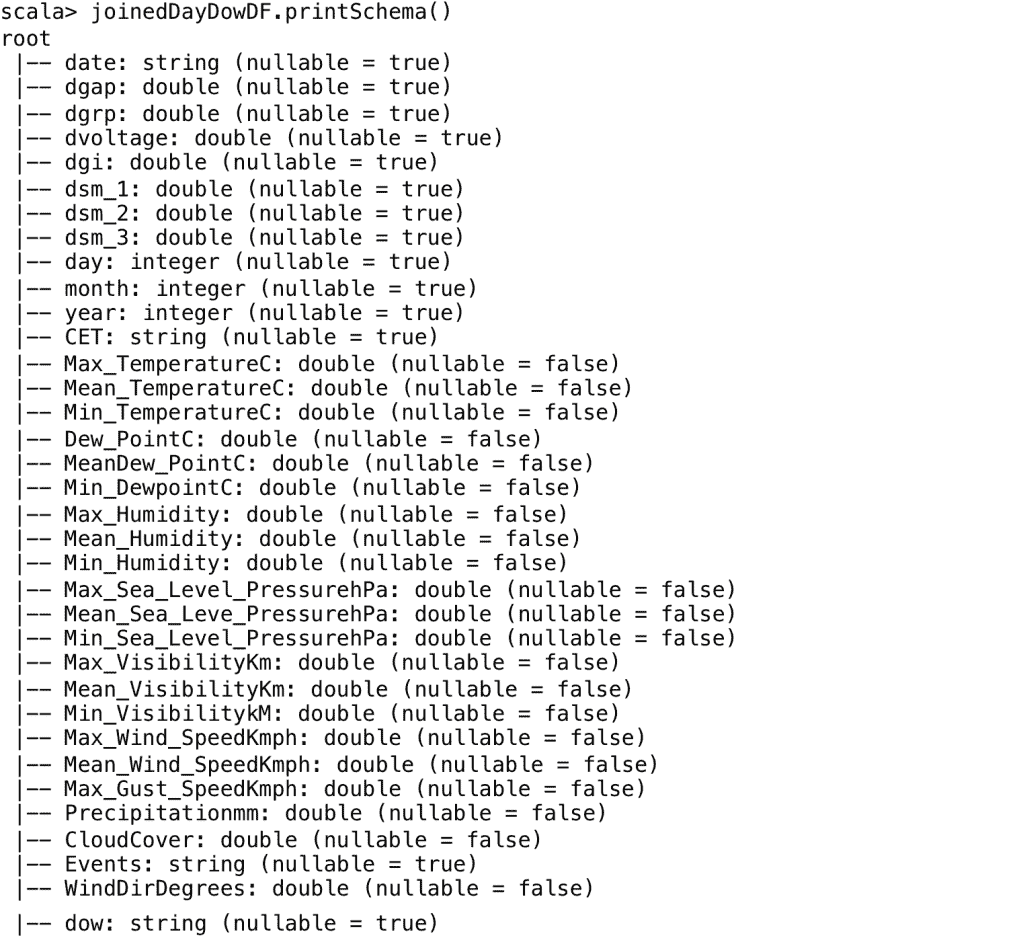 scala> joinedDayDowDF.printSchema()
root
 |-- date: string (nullable = true)
 |-- dgap: double (nullable = true)
 |-- dgrp: double (nullable = true)
 |-- dvoltage: double (nullable = true)
 |-- dgi: double (nullable = true)
 |-- dsm_1: double (nullable = true)
 |-- dsm_2: double (nullable = true)
 |-- dsm_3: double (nullable = true)
 |-- day: integer (nullable = true)
 |-- month: integer (nullable = true)
 |-- year: integer (nullable = true)
 |-- CET: string (nullable = true)
 |-- Max_TemperatureC: double (nullable = false)
 |-- Mean_TemperatureC: double (nullable = false)
 |-- Min_TemperatureC: double (nullable = false)
 |-- Dew_PointC: double (nullable = false)
 |-- MeanDew_PointC: double (nullable = false)
 |-- Min_DewpointC: double (nullable = false)
 |-- Max_Humidity: double (nullable = false)
 |-- Mean_Humidity: double (nullable = false)
 |-- Min_Humidity: double (nullable = false)
 |-- Max_Sea_Level_PressurehPa: double (nullable = false)
 |-- Mean_Sea_Leve_PressurehPa: double (nullable = false)
 |-- Min_Sea_Level_PressurehPa: double (nullable = false)
 |-- Max_VisibilityKm: double (nullable = false)
 |-- Mean_VisibilityKm: double (nullable = false)
 |-- Min_VisibilitykM: double (nullable = false)
 |-- Max_Wind_SpeedKmph: double (nullable = false)
 |-- Mean_Wind_SpeedKmph: double (nullable = false)
 |-- Max_Gust_SpeedKmph: double (nullable = false)
 |-- Precipitationmm: double (nullable = false)
 |-- CloudCover: double (nullable = false)
 |-- Events: string (nullable = true)
 |-- WindDirDegrees: double (nullable = false)
 |-- dow: string (nullable = true)